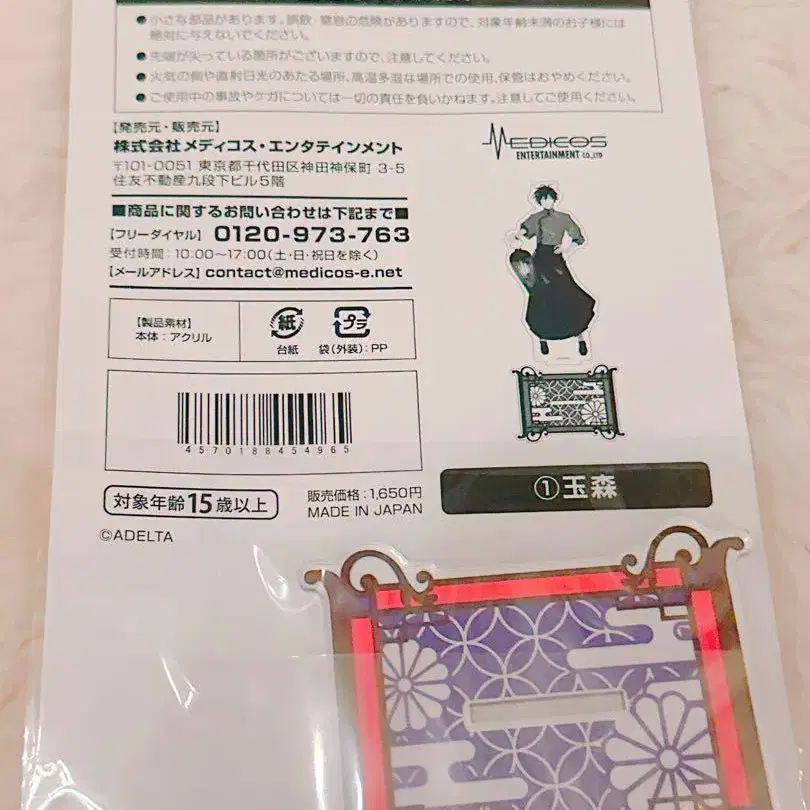 ●小さな部品があります。誤飲・窒息の危険がありますので、対象年齢未満のお子様には
絶対に与えないでください。
●先端が尖っている箇所がございますので、注意してください。
●火気の側や直射日光のあたる場所、高温多湿な場所での使用、保管はおやめください。
●ご使用中の事故やケガについては一切の責任を負いかねます。注意してご使用ください。
【発売元・販売元】
株式会社メディコス・エンタテインメント
〒101-0051 東京都千代田区神田神保町 3-5
住友不動産九段下ビル5階
■商品に関するお問い合わせは下記まで■
【フリーダイヤル】 0120-973-763
受付時間:10:00〜17:00(土・日・祝日を除く)
【メールアドレス】contact@medicos-e.net
MEDICOS
ENTERTAINMENT CO.,LTD
【製品素材】
本体:アクリル
紙
台紙
プラ
袋(外装):PP
4570188454965
対象年齢15歳以上
販売価格:1,650円
MADE IN JAPAN
©ADELTA
①玉森